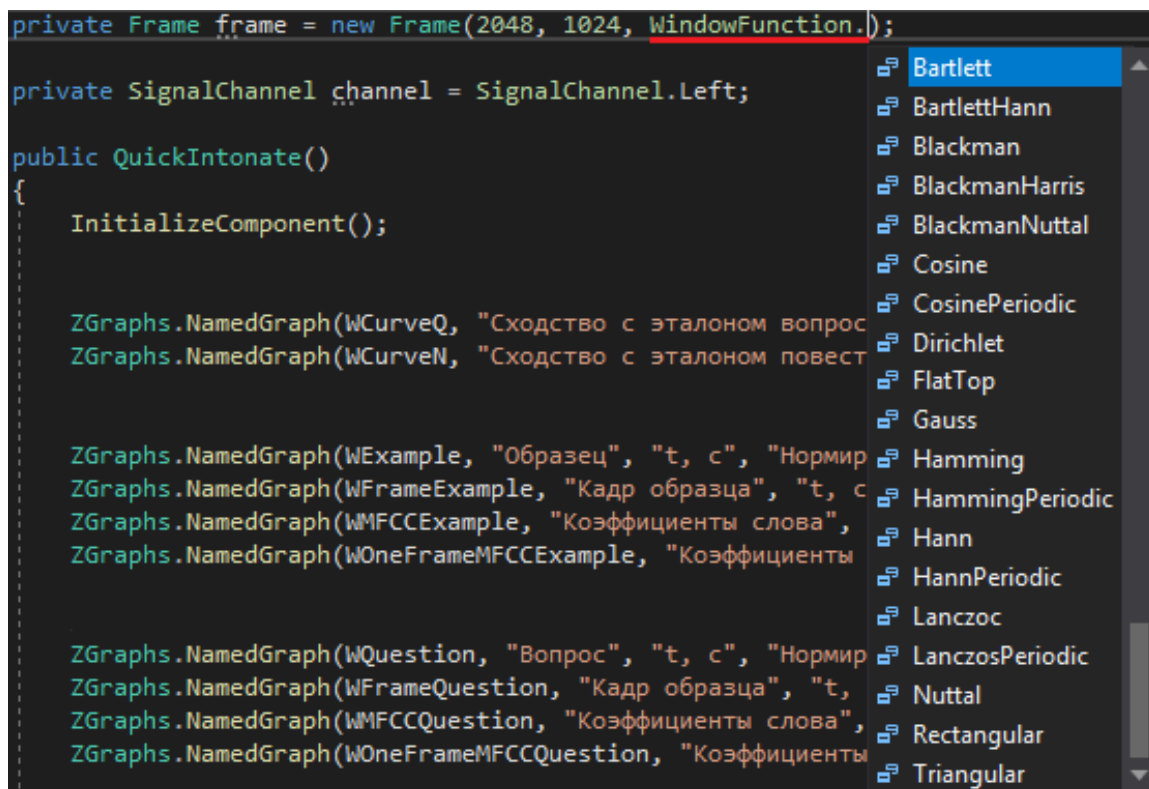 private Frame frame = new Frame(2048, 1024, WindowFunction.);
private SignalChannel channel = SignalChannel.Left;
public QuickIntonate()
{
InitializeComponent();
ZGraphs.NamedGraph(WCurveQ, "Сходство с эталоном вопрос
ZGraphs.NamedGraph(WCurveN, "Сходство с эталоном повест
ZGraphs.NamedGraph(WExample, "Образец", "t, c", "Нормир
ZGraphs.NamedGraph(WFrameExample, "Кадр образца", "t, c
ZGraphs.NamedGraph(WMFCCExample, "Коэффициенты слова",
ZGraphs.NamedGraph(WOneFrameMFCCExample, "Коэффициенты
ZGraphs.NamedGraph(WQuestion, "Вопрос", "t, c", "Нормир
ZGraphs.NamedGraph(WFrameQuestion, "Кадр образца", "t,
ZGraphs.NamedGraph(WMFCCQuestion, "Коэффициенты слова",
ZGraphs.NamedGraph(WOneFrameMFCCQuestion, "Коэффициенты
Bartlett
BartlettHann
Blackman
BlackmanHarris
BlackmanNuttal
Cosine
CosinePeriodic
Dirichlet
FlatTop
Gauss
Hamming
HammingPeriodic
Hann
HannPeriodic
Lanczoc
LanczosPeriodic
Nuttal
Rectangular
Triangular